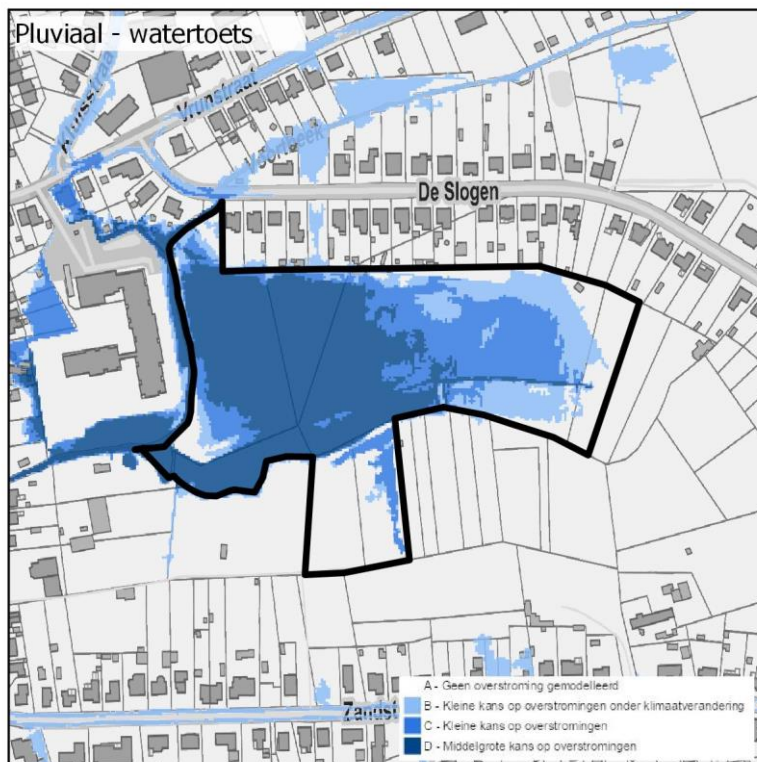 Pluviaal - watertoets
Vrunstraat
Voortbeek
De Slogen
A - Geen overstroming gemodelleerd
B - Kleine kans op overstromingen onder klimaatverandering
C - Kleine kans op overstromingen
D - Middelgrote kans op overstromingen